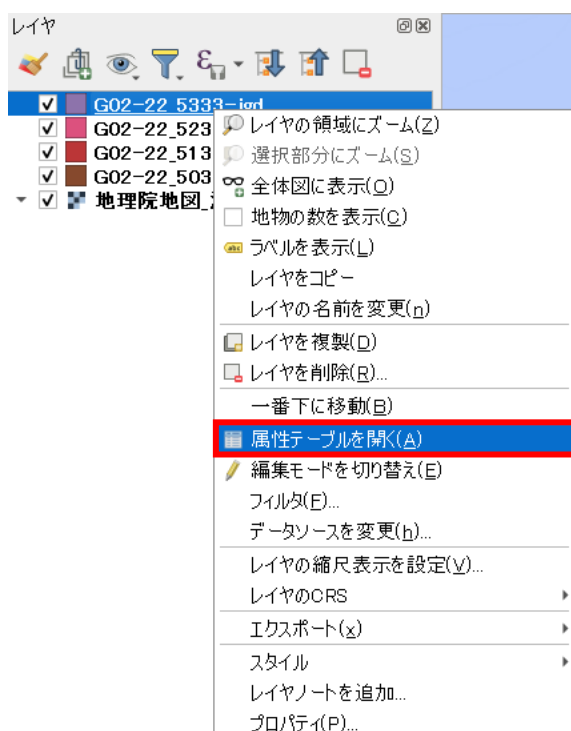 レイヤ
G02-22_5333-jgd
G02-22_523
G02-22_513
G02-22_503
地理院地図_
レイヤの領域にズーム(Z)
選択部分にズーム(S)
全体図に表示(O)
地物の数を表示(C)
abc ラベルを表示(L)
レイヤをコピー
レイヤの名前を変更(n)
レイヤを複製(D)
レイヤを削除(R)...
一番下に移動(B)
属性テーブルを開く(A)
編集モードを切り替え(E)
フィルタ(F)...
データソースを変更(h)...
レイヤの縮尺表示を設定(V)...
レイヤのCRS
エクスポート(x)
スタイル
レイヤノートを追加...
プロパティ(P)...